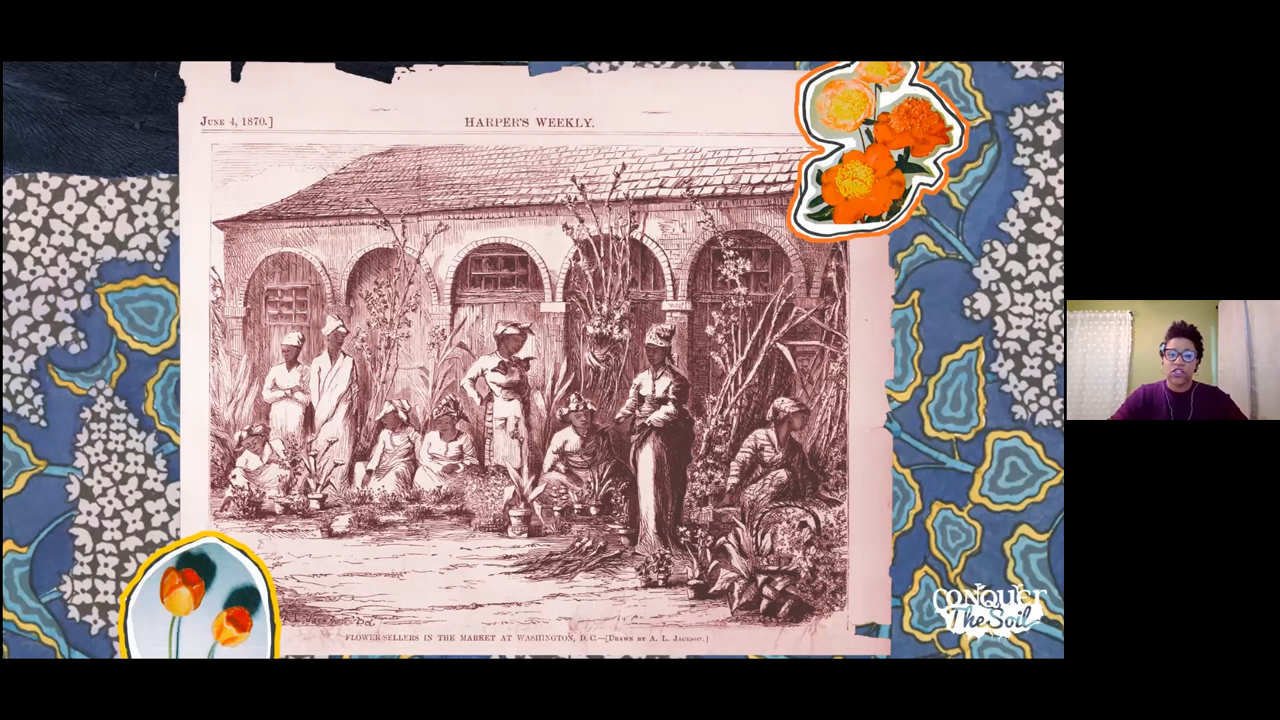 JUNE 4, 1870.]
HARPER'S WEEKLY.
FLOWER-SELLERS IN THE MARKET AT WASHINGTON, D. C.—[DRAWN BY A. L. JACKSON.]
CONQUER
The Soil